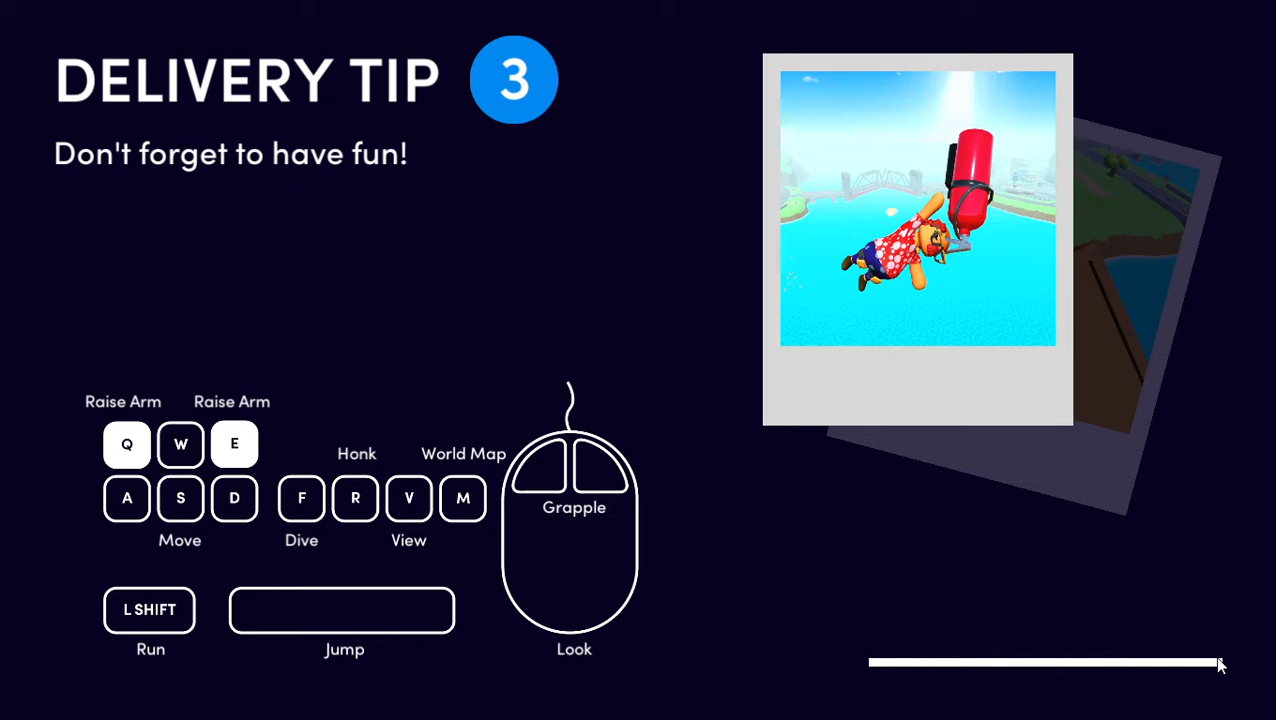 DELIVERY TIP 3
Don't forget to have fun!
Raise Arm Raise Arm
Q W E
Honk World Map
A S D F R V M
Grapple
Move Dive View
L SHIFT
Run Jump Look